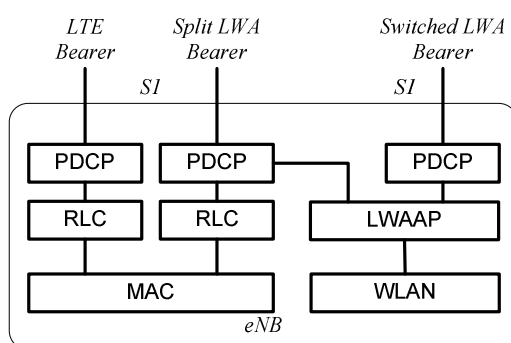 LTE
Bearer
Split LWA
Bearer
Switched LWA
Bearer
S1
S1
PDCP
PDCP
PDCP
RLC
RLC
LWAAP
MAC
WLAN
eNB